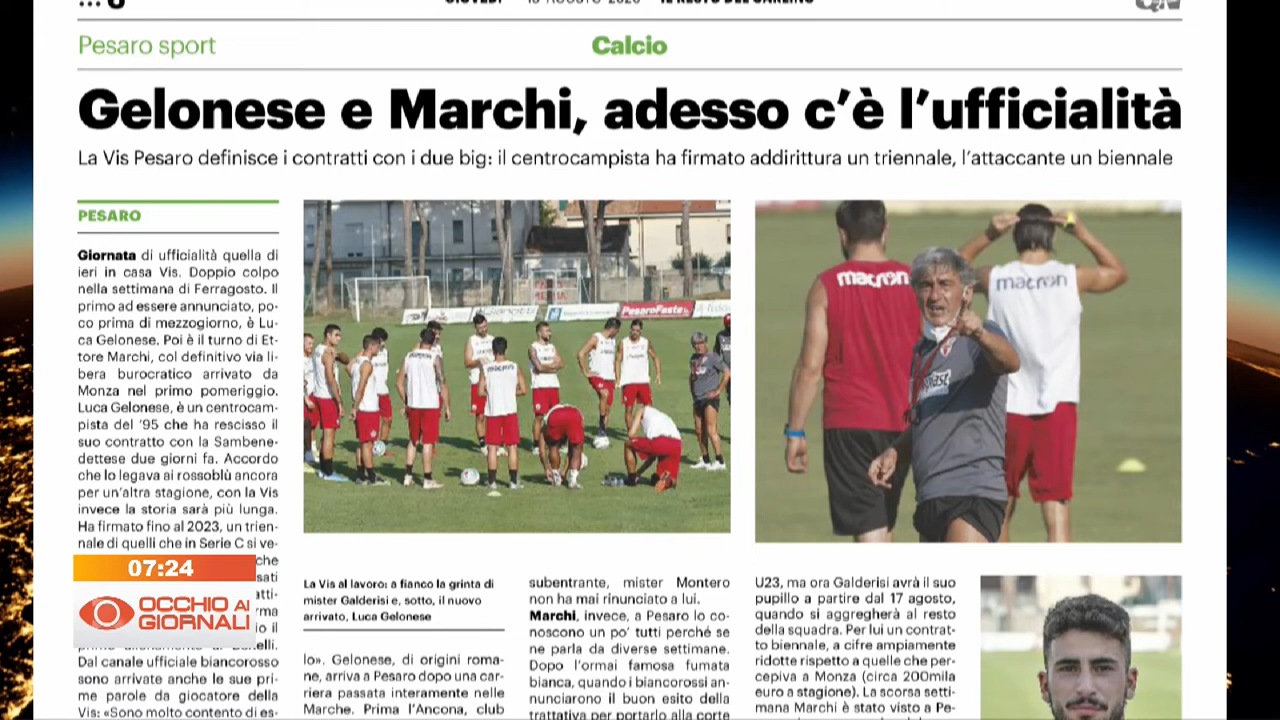 Pesaro sport
Calcio
Gelonese e Marchi, adesso c'è l'ufficialità
La Vis Pesaro definisce i contratti con i due big: il centrocampista ha firmato addirittura un triennale, l'attaccante un biennale
PESARO
Giornata di ufficialità quella di
ieri in casa Vis. Doppio colpo
nella settimana di Ferragosto. Il
primo ad essere annunciato, po-
co prima di mezzogiorno, è Lu-
ca Gelonese. Poi è il turno di Et-
tore Marchi, col definitivo via li-
bera burocratico arrivato da
Monza nel primo pomeriggio.
Luca Gelonese, è un centrocam-
pista del '95 che ha rescisso il
suo contratto con la Sambene-
dettese due giorni fa. Accordo
che lo legava ai rossoblù ancora
per un'altra stagione, con la Vis
invece la storia sarà più lunga.
Ha firmato fino al 2023, un trien-
nale di quelli che in Serie C si ve-
che
sati
atti-
rma
io il
Dal canale ufficiale biancorosso
sono arrivate anche le sue pri-
me parole da giocatore della
Vis: «Sono molto contento di es-
07:24
OCCHIO AI
GIORNALI
macron
macron
macron
PesaroFeste
La Vis al lavoro: a fianco la grinta di
mister Galderisi e, sotto, il nuovo
arrivato, Luca Gelonese
lo». Gelonese, di origini roma-
ne, arriva a Pesaro dopo una car-
riera passata interamente nelle
Marche. Prima l'Ancona, club
subentrante, mister Montero
non ha mai rinunciato a lui.
Marchi, invece, a Pesaro lo co-
noscono un po' tutti perché se
ne parla da diverse settimane.
Dopo l'ormai famosa fumata
bianca, quando i biancorossi an-
nunciarono il buon esito della
trattativa per portarlo alla corte
U23, ma ora Galderisi avrà il suo
pupillo a partire dal 17 agosto,
quando si aggregherà al resto
della squadra. Per lui un contrat-
to biennale, a cifre ampiamente
ridotte rispetto a quelle che per-
cepiva a Monza (circa 200mila
euro a stagione). La scorsa setti-
mana Marchi è stato visto a Pe-